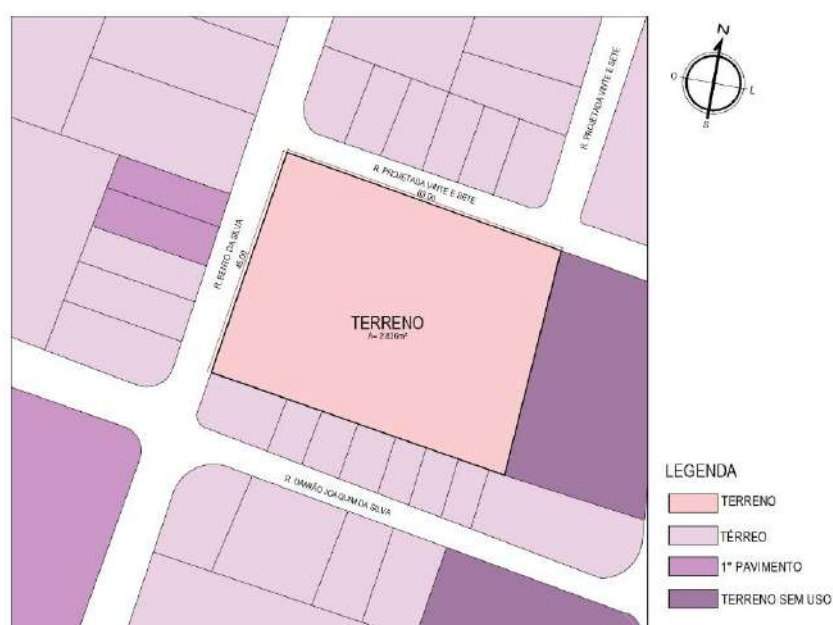 N
O
L
S
R. PROJETADA VINTE E SETE
R. PROJETADA VINTE E SETE
60.00
R. BENTO DA SILVA
45.00
TERRENO
R. DAMIÃO JOAQUIM DA SILVA
LEGENDA
TERRENO
TÉRREO
1° PAVIMENTO
TERRENO SEM USO